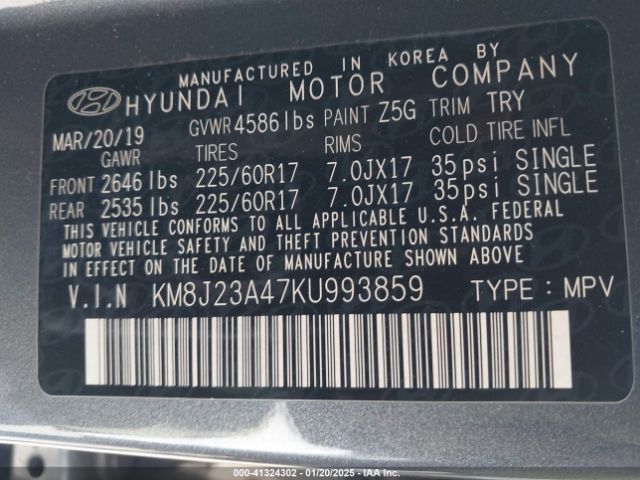 MANUFACTURED IN KOREA BY
HYUNDAI MOTOR COMPANY
MAR/20/19 GVWR 4586 lbs PAINT Z5G TRIM TRY
GAWR TIRES RIMS COLD TIRE INFL
FRONT 2646 lbs 225/60R17 7.0JX17 35psi SINGLE
REAR 2535 lbs 225/60R17 7.0JX17 35psi SINGLE
THIS VEHICLE CONFORMS TO ALL APPLICABLE U.S.A. FEDERAL
MOTOR VEHICLE SAFETY AND THEFT PREVENTION STANDARDS
IN EFFECT ON THE DATE OF MANUFACTURE SHOWN ABOVE
V.I.N KM8J23A47KU993859 TYPE : MPV
000-41324302 - 01/20/2025 - IAA Inc.